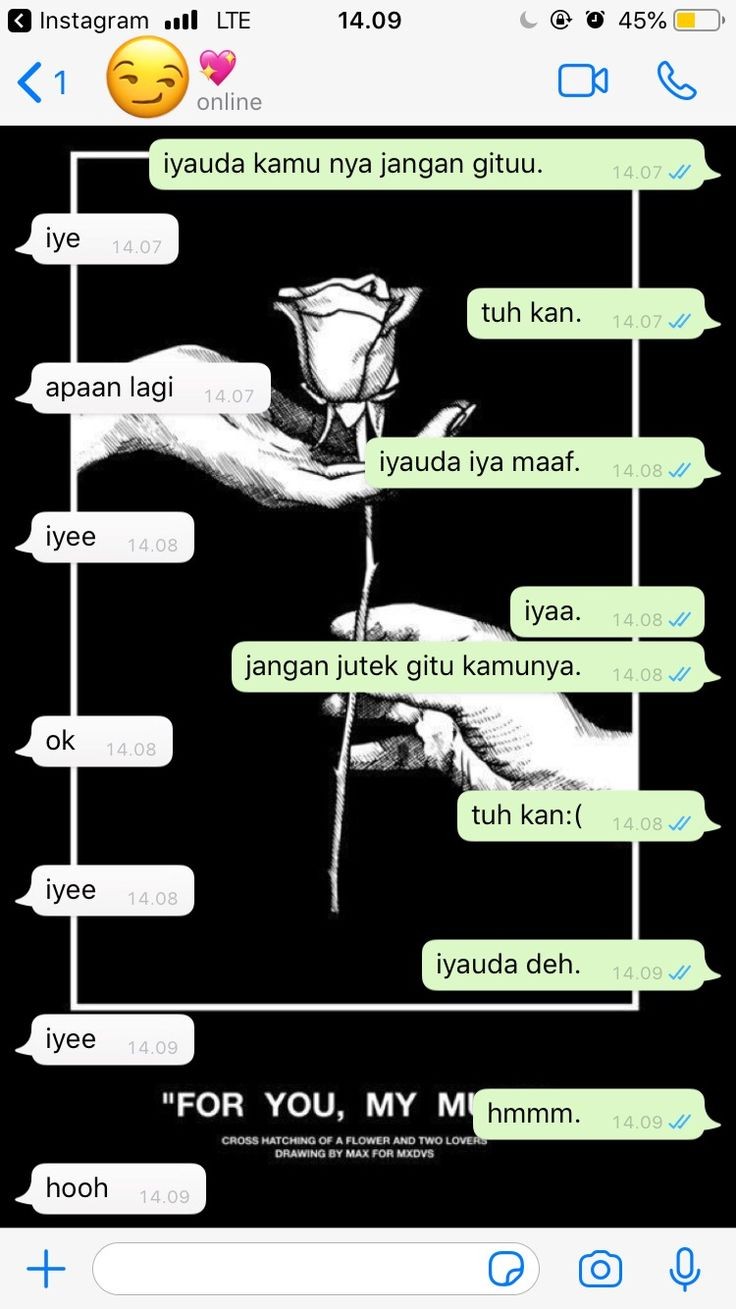 Instagram LTE 14.09 45%
1
online
iyauda kamu nya jangan gituu. 14.07
iye 14.07
tuh kan. 14.07
apaan lagi 14.07
iyauda iya maaf. 14.08
iyee 14.08
iyaa. 14.08
jangan jutek gitu kamunya. 14.08
ok 14.08
tuh kan:( 14.08
iyee 14.08
iyauda deh. 14.09
iyee 14.09
"FOR YOU, MY
hmmm. 14.09
CROSS HATCHING OF A FLOWER AND TWO LOVERS
DRAWING BY MAX FOR MXDVS
hooh 14.09